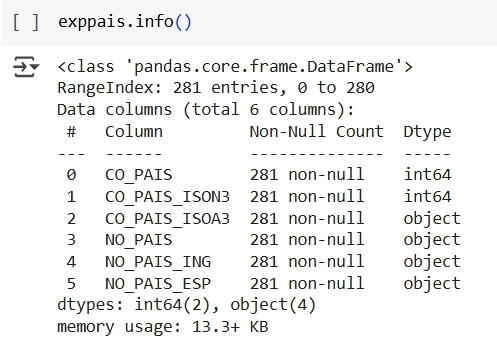 [ ] exppais.info()
<class 'pandas.core.frame.DataFrame'>
RangeIndex: 281 entries, 0 to 280
Data columns (total 6 columns):
 #   Column         Non-Null Count  Dtype
---  ------         --------------  -----
 0   CO_PAIS        281 non-null    int64
 1   CO_PAIS_ISON3  281 non-null    int64
 2   CO_PAIS_ISOA3  281 non-null    object
 3   NO_PAIS        281 non-null    object
 4   NO_PAIS_ING    281 non-null    object
 5   NO_PAIS_ESP    281 non-null    object
dtypes: int64(2), object(4)
memory usage: 13.3+ KB